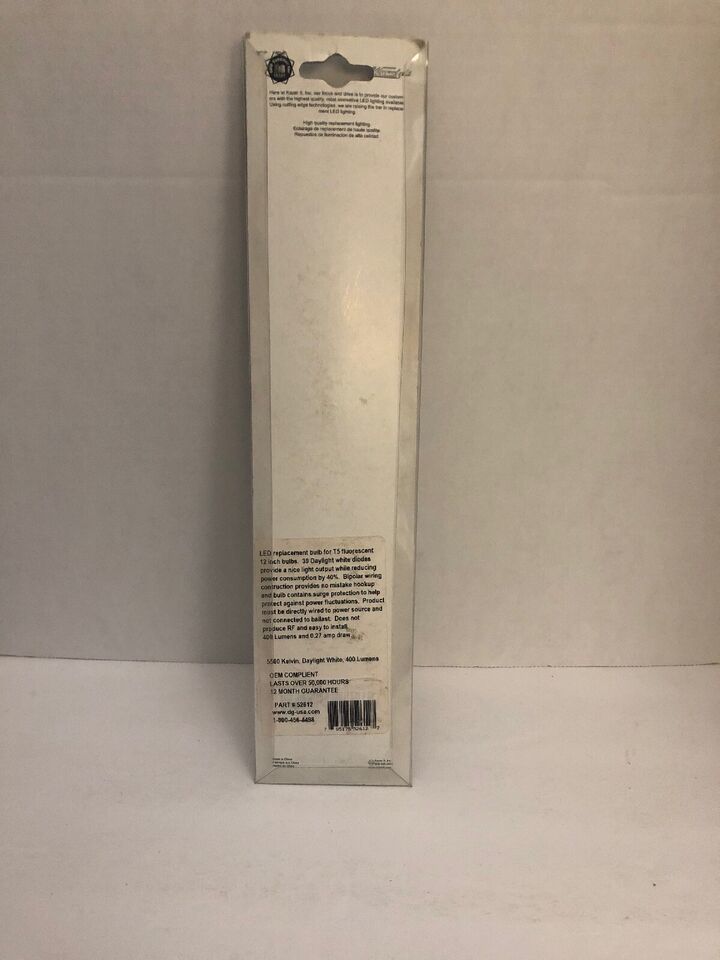 Here at Kaper II, Inc. our focus and drive is to provide our custom
ers with the highest quality, most innovative LED lighting available
Using cutting edge technologies, we are raising the bar in replace
ment LED lighting.
High quality replacement lighting.
Eclairage de replacement de haute quality.
Repuestos de iluminacion de alta calidad.
LED replacement bulb for T5 fluorescent
12 inch bulbs. 39 Daylight white diodes
provide a nice light output while reducing
power consumption by 40%. Bipolar wiring
construction provides no mistake hookup
and bulb contains surge protection to help
protect against power fluctuations. Product
must be directly wired to power source and
not connected to ballast. Does not
produce RF and easy to install.
400 Lumens and 0.27 amp draw
5500 Kelvin, Daylight White, 400 Lumens
OEM COMPLIENT
LASTS OVER 50,000 HOURS
12 MONTH GUARANTEE
PART # 52612
www.dg-usa.com
Made in China